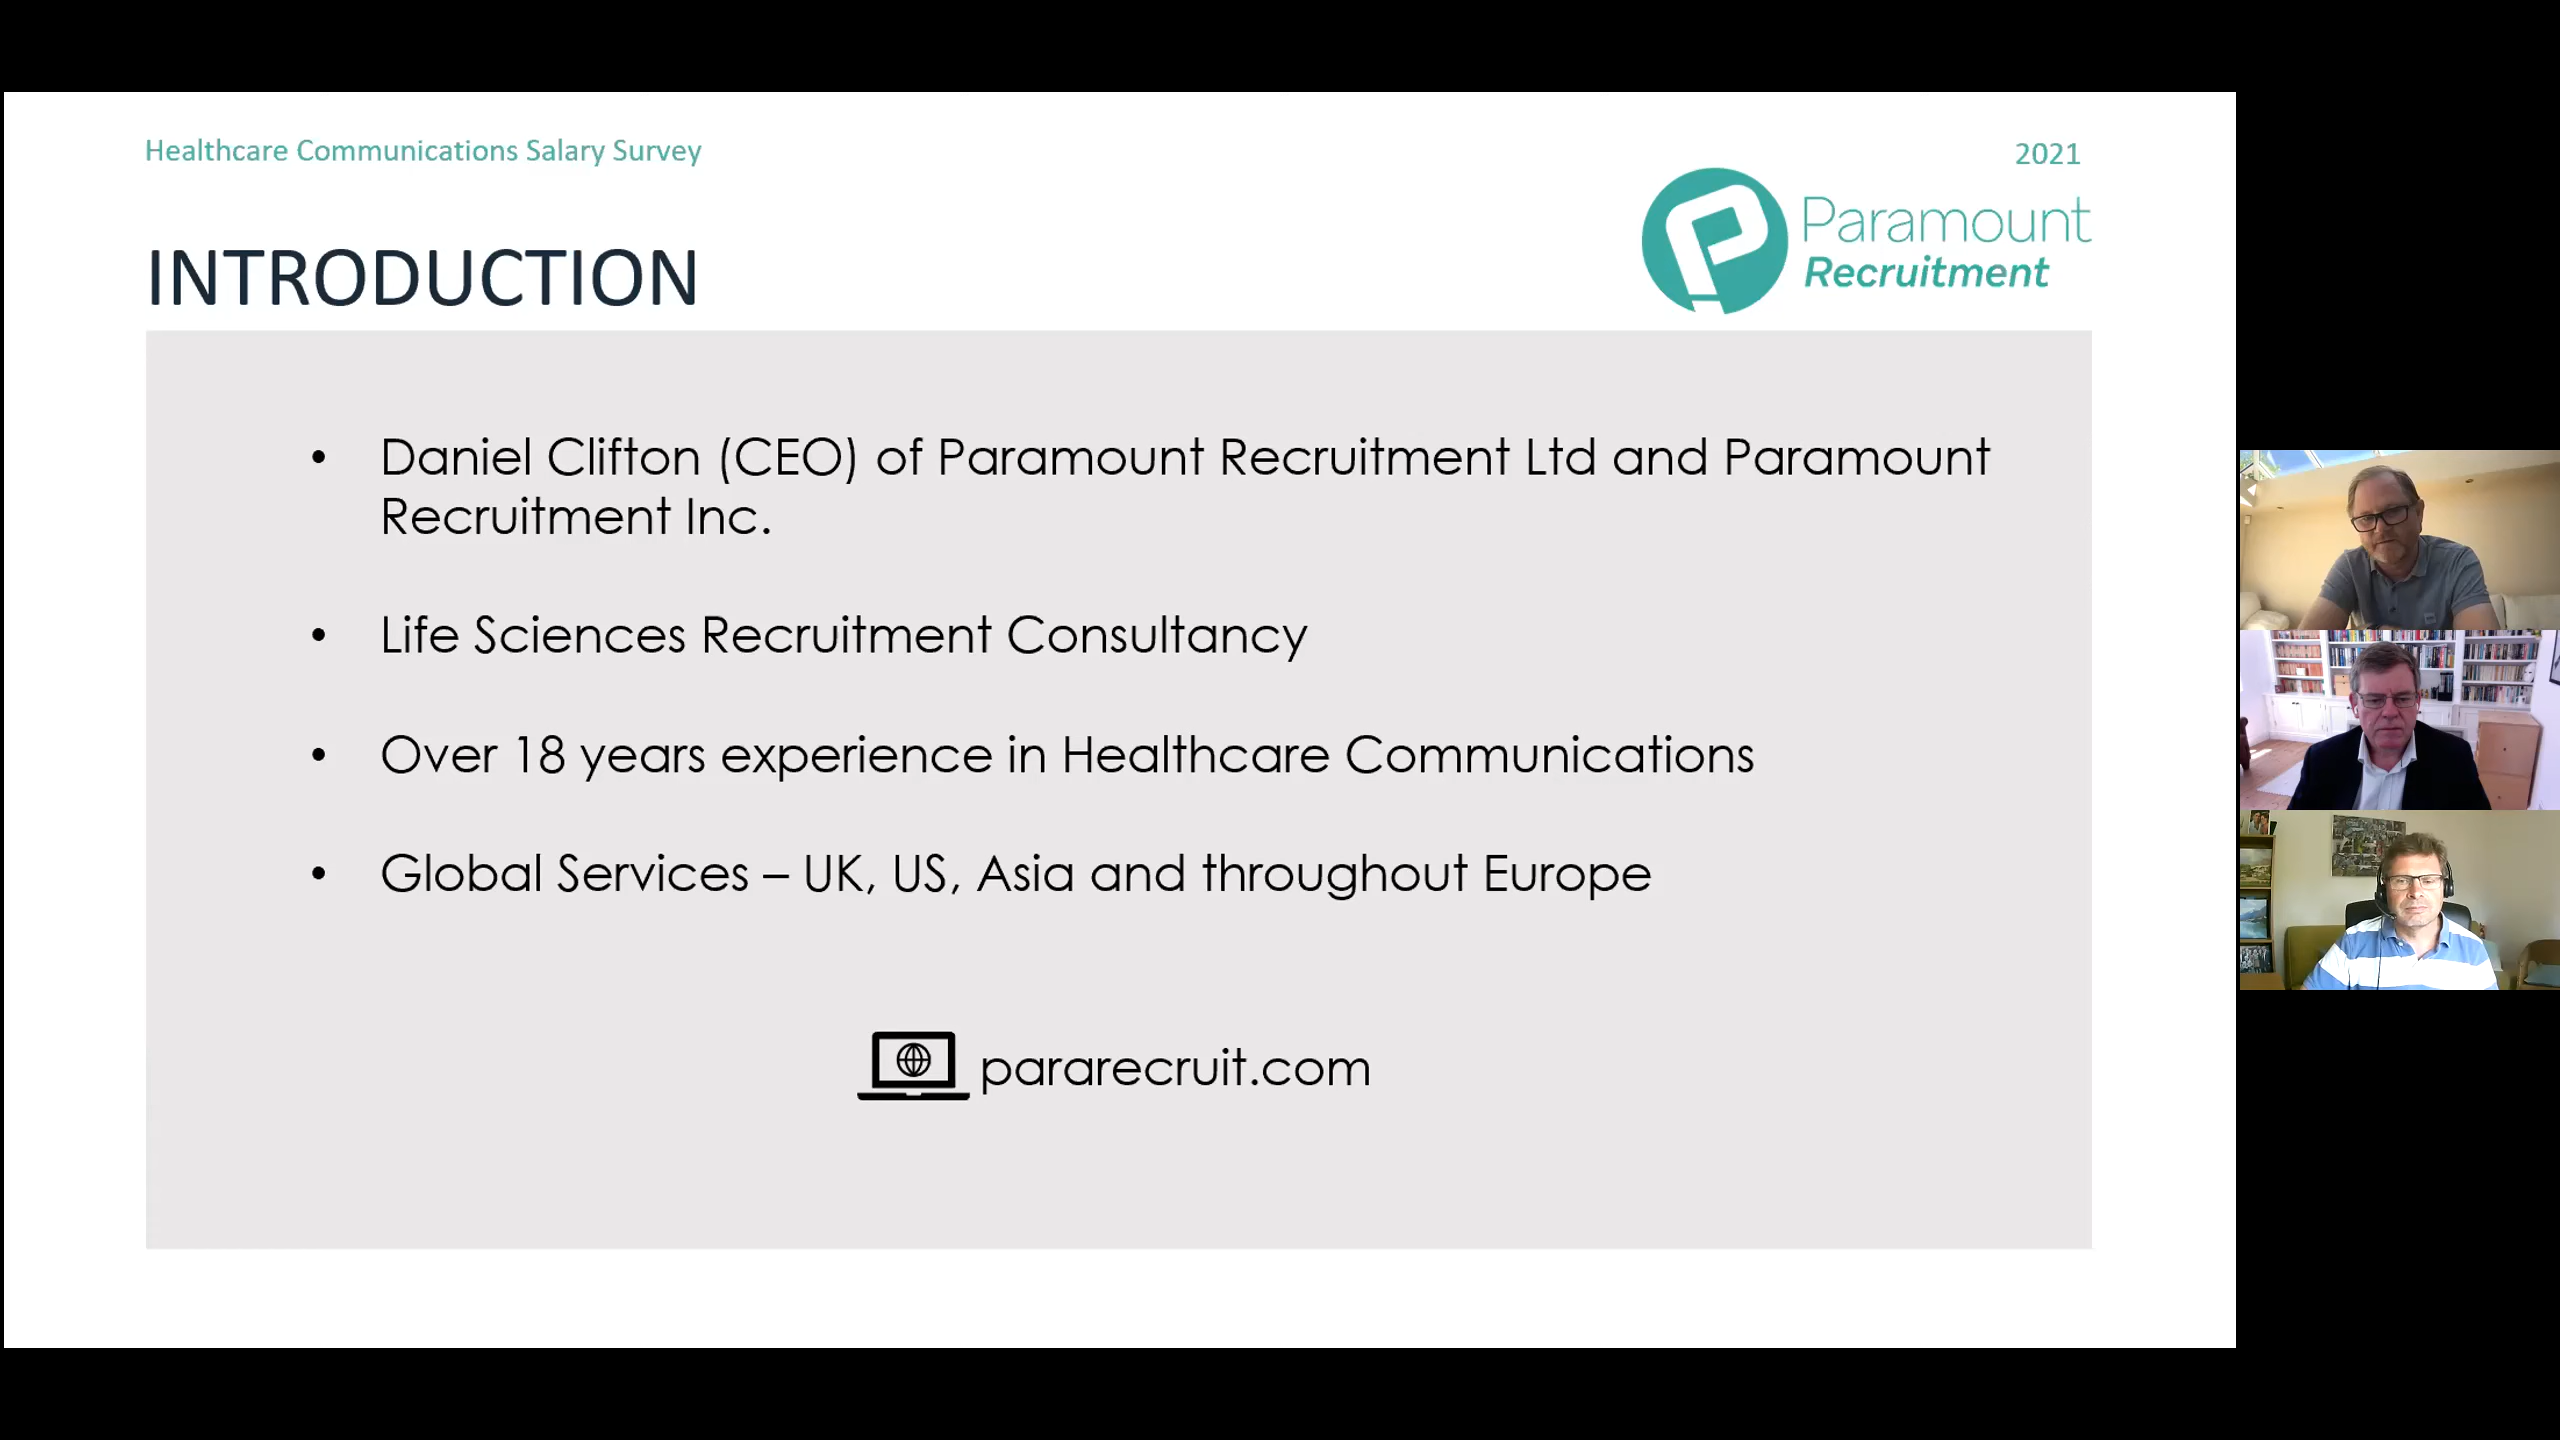 Healthcare Communications Salary Survey
2021
Paramount
Recruitment
INTRODUCTION
• Daniel Clifton (CEO) of Paramount Recruitment Ltd and Paramount
Recruitment Inc.
• Life Sciences Recruitment Consultancy
• Over 18 years experience in Healthcare Communications
• Global Services – UK, US, Asia and throughout Europe
pararecruit.com